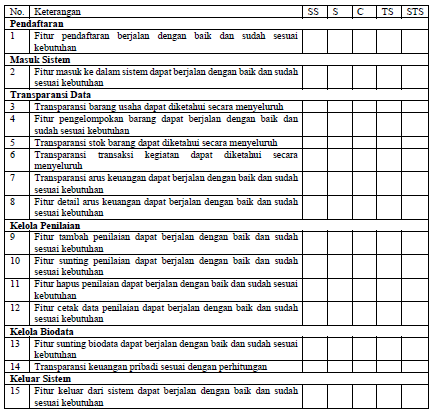 No. Keterangan SS S C TS STS
Pendaftaran
1 Fitur pendaftaran berjalan dengan baik dan sudah sesuai
kebutuhan
Masuk Sistem
2 Fitur masuk ke dalam sistem dapat berjalan dengan baik dan sudah
sesuai kebutuhan
Transparansi Data
3 Transparansi barang usaha dapat diketahui secara menyeluruh
4 Fitur pengelompokan barang dapat berjalan dengan baik dan
sudah sesuai kebutuhan
5 Transparansi stok barang dapat diketahui secara menyeluruh
6 Transparansi transaksi kegiatan dapat diketahui secara
menyeluruh
7 Transparansi arus keuangan dapat berjalan dengan baik dan sudah
sesuai kebutuhan
8 Fitur detail arus keuangan dapat berjalan dengan baik dan sudah
sesuai kebutuhan
Kelola Penilaian
9 Fitur tambah penilaian dapat berjalan dengan baik dan sudah
sesuai kebutuhan
10 Fitur sunting penilaian dapat berjalan dengan baik dan sudah
sesuai kebutuhan
11 Fitur hapus penilaian dapat berjalan dengan baik dan sudah sesuai
kebutuhan
12 Fitur cetak data penilaian dapat berjalan dengan baik dan sudah
sesuai kebutuhan
Kelola Biodata
13 Fitur sunting biodata dapat berjalan dengan baik dan sudah sesuai
kebutuhan
14 Transparansi keuangan pribadi sesuai dengan perhitungan
Keluar Sistem
15 Fitur keluar dari sistem dapat berjalan dengan baik dan sudah
sesuai kebutuhan